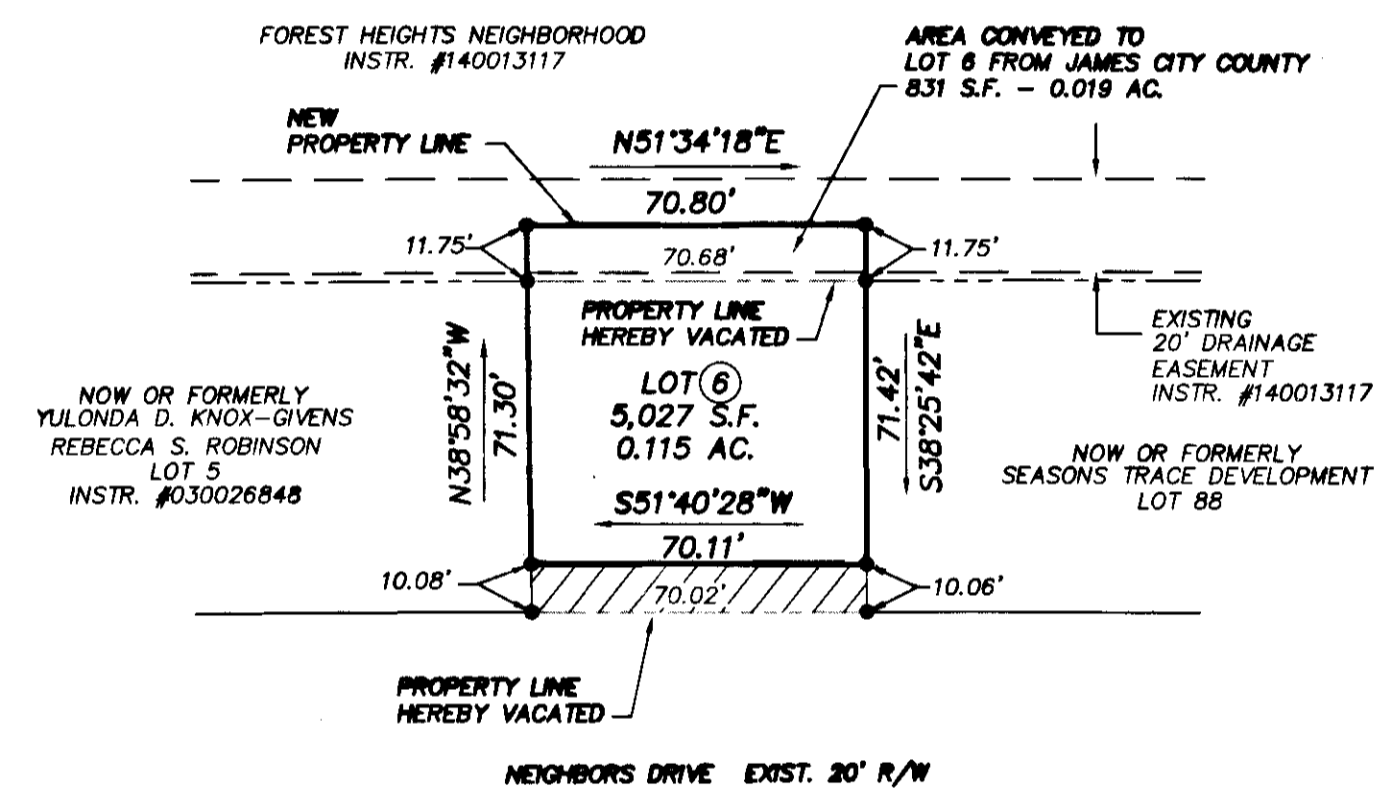 FOREST HEIGHTS NEIGHBORHOOD
INSTR. #140013117
AREA CONVEYED TO
LOT 6 FROM JAMES CITY COUNTY
831 S.F. - 0.019 AC.
NEW
PROPERTY LINE
N51°34'18"E
70.80'
11.75'
70.68'
11.75'
PROPERTY LINE
HEREBY VACATED
EXISTING
20' DRAINAGE
EASEMENT
INSTR. #140013117
N38°58'32"W
71.30'
LOT 6
5,027 S.F.
0.115 AC.
71.42'
S38°25'42"E
NOW OR FORMERLY
YULONDA D. KNOX-GIVENS
REBECCA S. ROBINSON
LOT 5
INSTR. #030026848
NOW OR FORMERLY
SEASONS TRACE DEVELOPMENT
LOT 88
S51°40'28"W
70.11'
10.08'
70.02'
10.06'
PROPERTY LINE
HEREBY VACATED
NEIGHBORS DRIVE EXIST. 20' R/W